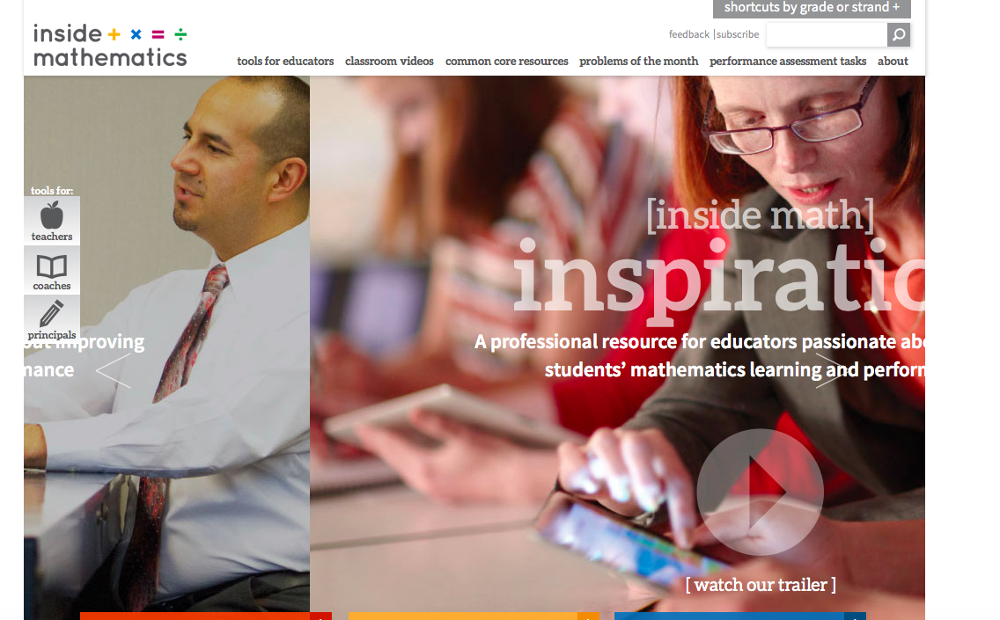 shortcuts by grade or strand +
inside + × = ÷
mathematics
feedback | subscribe
tools for educators classroom videos common core resources problems of the month performance assessment tasks about
tools for:
teachers
coaches
principals
improving
mance
[inside math]
inspiratio
A professional resource for educators passionate abo
students’ mathematics learning and perform
[ watch our trailer ]